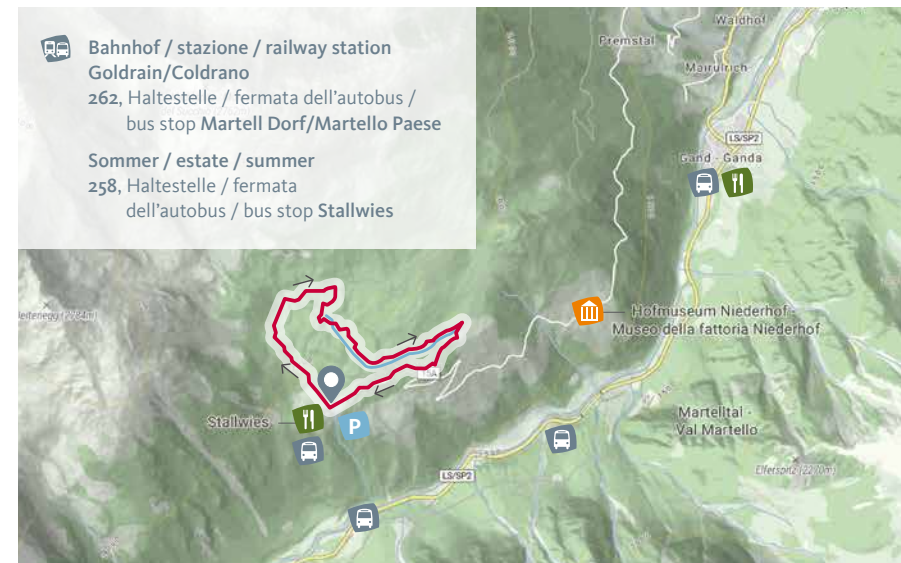 Bahnhof / stazione / railway station
Goldrain/Coldrano
262, Haltestelle / fermata dell'autobus /
bus stop Martell Dorf/Martello Paese
Sommer / estate / summer
258, Haltestelle / fermata
dell'autobus / bus stop Stallwies
Waldhof
Premstal
Mairulrich
LS/SP2
Gand - Ganda
Hofmuseum Niederhof
Museo della fattoria Niederhof
Stallwies
P
Martelltal -
Val Martello
LS/SP2
Elferspitz (2270m)